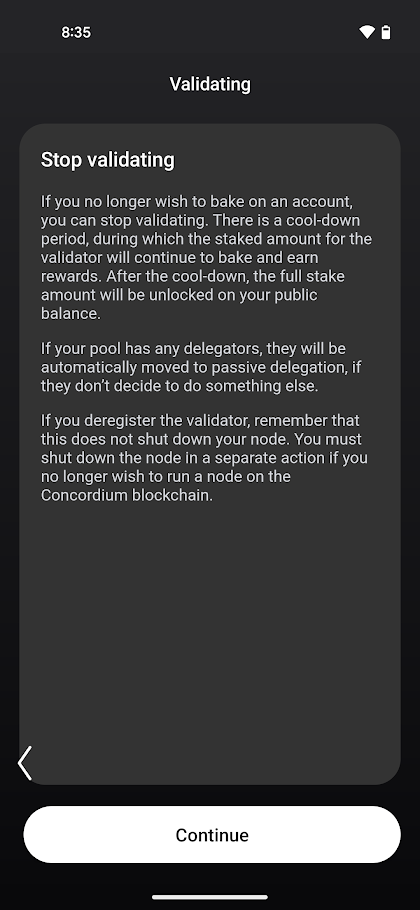 8:35
Validating
Stop validating
If you no longer wish to bake on an account,
you can stop validating. There is a cool-down
period, during which the staked amount for the
validator will continue to bake and earn
rewards. After the cool-down, the full stake
amount will be unlocked on your public
balance.
If your pool has any delegators, they will be
automatically moved to passive delegation, if
they don't decide to do something else.
If you deregister the validator, remember that
this does not shut down your node. You must
shut down the node in a separate action if you
no longer wish to run a node on the
Concordium blockchain.
Continue